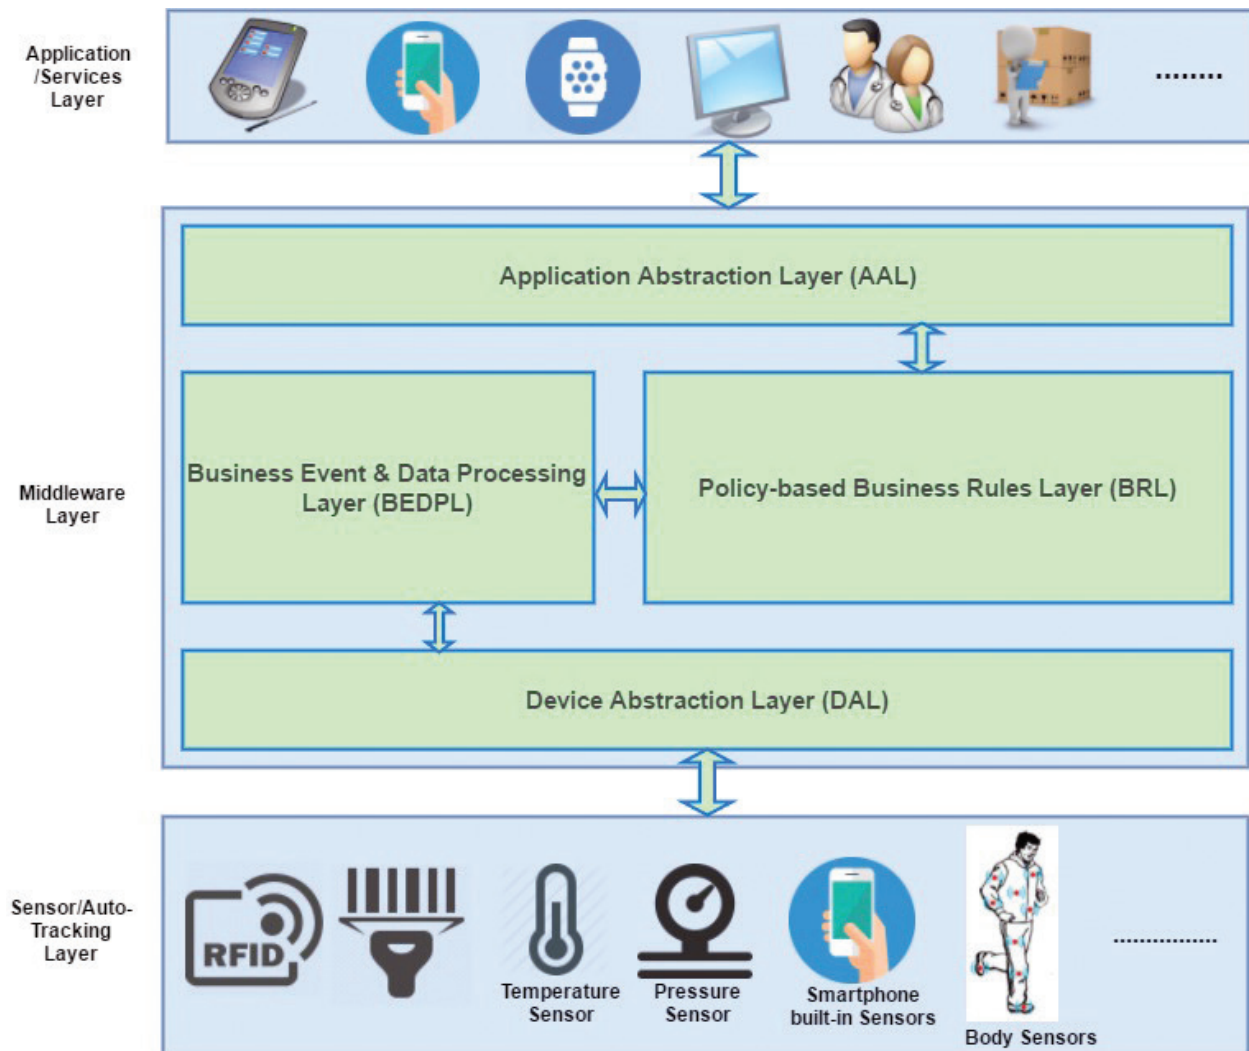 Application
/Services
Layer
........
Application Abstraction Layer (AAL)
Business Event & Data Processing
Layer (BEDPL)
Policy-based Business Rules Layer (BRL)
Middleware
Layer
Device Abstraction Layer (DAL)
Sensor/Auto-
Tracking
Layer
RFID
Temperature
Sensor
Pressure
Sensor
Smartphone
built-in Sensors
Body Sensors
................